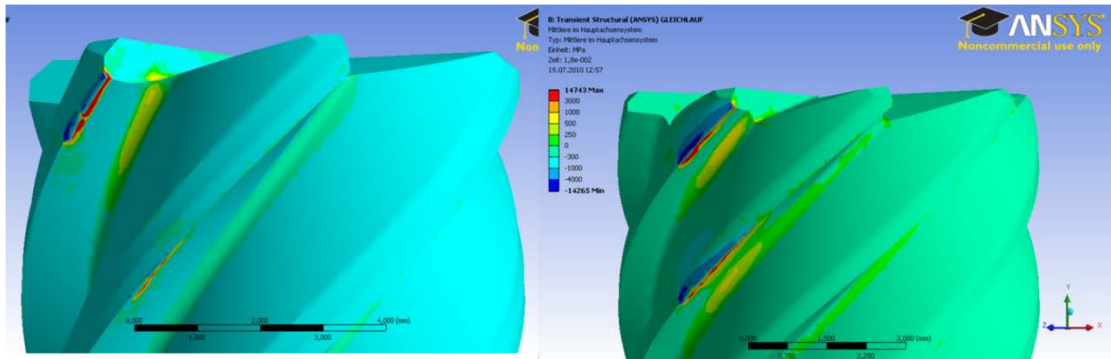 ANSYS
Noncommercial use only
B: Transient Structural (ANSYS) GLEICHLAUF
Mittlere im Hauptachsensystem
Typ: Mittlere im Hauptachsensystem
Einheit: MPa
Zeit: 1,8e-002
19.07.2010 12:57
14743 Max
3000
1000
500
250
0
-300
-1000
-4000
-14265 Min
0,000
2,000
4,000 (mm)
1,000
3,000
0,000
1,500
3,000 (mm)
0,750
2,250
Y
Z
X